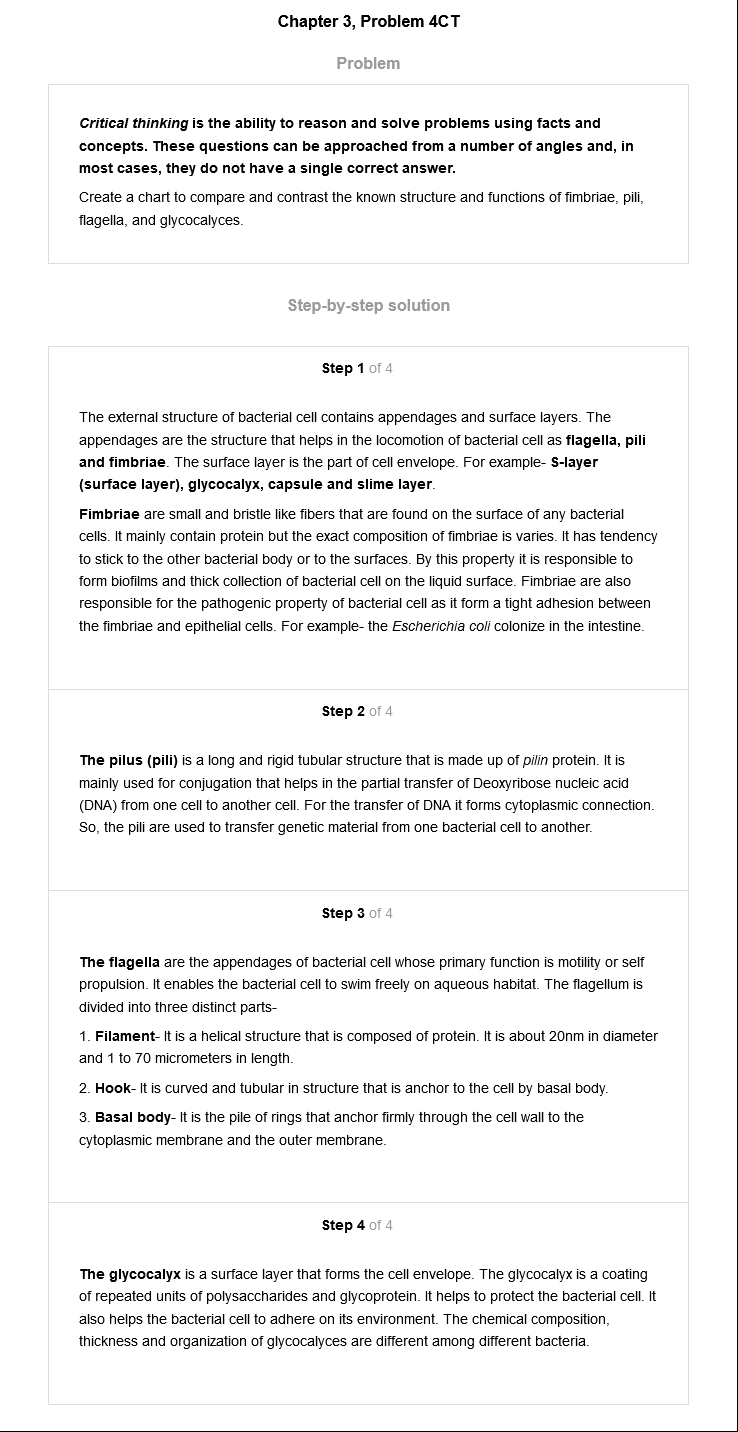 Chapter 3, Problem 4CT
Problem
Critical thinking is the ability to reason and solve problems using facts and
concepts. These questions can be approached from a number of angles and, in
most cases, they do not have a single correct answer.
Create a chart to compare and contrast the known structure and functions of fimbriae, pili,
flagella, and glycocalyces.
Step-by-step solution
Step 1 of 4
The external structure of bacterial cell contains appendages and surface layers. The
appendages are the structure that helps in the locomotion of bacterial cell as flagella, pili
and fimbriae. The surface layer is the part of cell envelope. For example- S-layer
(surface layer), glycocalyx, capsule and slime layer.
Fimbriae are small and bristle like fibers that are found on the surface of any bacterial
cells. It mainly contain protein but the exact composition of fimbriae is varies. It has tendency
to stick to the other bacterial body or to the surfaces. By this property it is responsible to
form biofilms and thick collection of bacterial cell on the liquid surface. Fimbriae are also
responsible for the pathogenic property of bacterial cell as it form a tight adhesion between
the fimbriae and epithelial cells. For example- the Escherichia coli colonize in the intestine.
Step 2 of 4
The pilus (pili) is a long and rigid tubular structure that is made up of pilin protein. It is
mainly used for conjugation that helps in the partial transfer of Deoxyribose nucleic acid
(DNA) from one cell to another cell. For the transfer of DNA it forms cytoplasmic connection.
So, the pili are used to transfer genetic material from one bacterial cell to another.
Step 3 of 4
The flagella are the appendages of bacterial cell whose primary function is motility or self
propulsion. It enables the bacterial cell to swim freely on aqueous habitat. The flagellum is
divided into three distinct parts-
1. Filament- It is a helical structure that is composed of protein. It is about 20nm in diameter
and 1 to 70 micrometers in length.
2. Hook- It is curved and tubular in structure that is anchor to the cell by basal body.
3. Basal body- It is the pile of rings that anchor firmly through the cell wall to the
cytoplasmic membrane and the outer membrane.
Step 4 of 4
The glycocalyx is a surface layer that forms the cell envelope. The glycocalyx is a coating
of repeated units of polysaccharides and glycoprotein. It helps to protect the bacterial cell. It
also helps the bacterial cell to adhere on its environment. The chemical composition,
thickness and organization of glycocalyces are different among different bacteria.